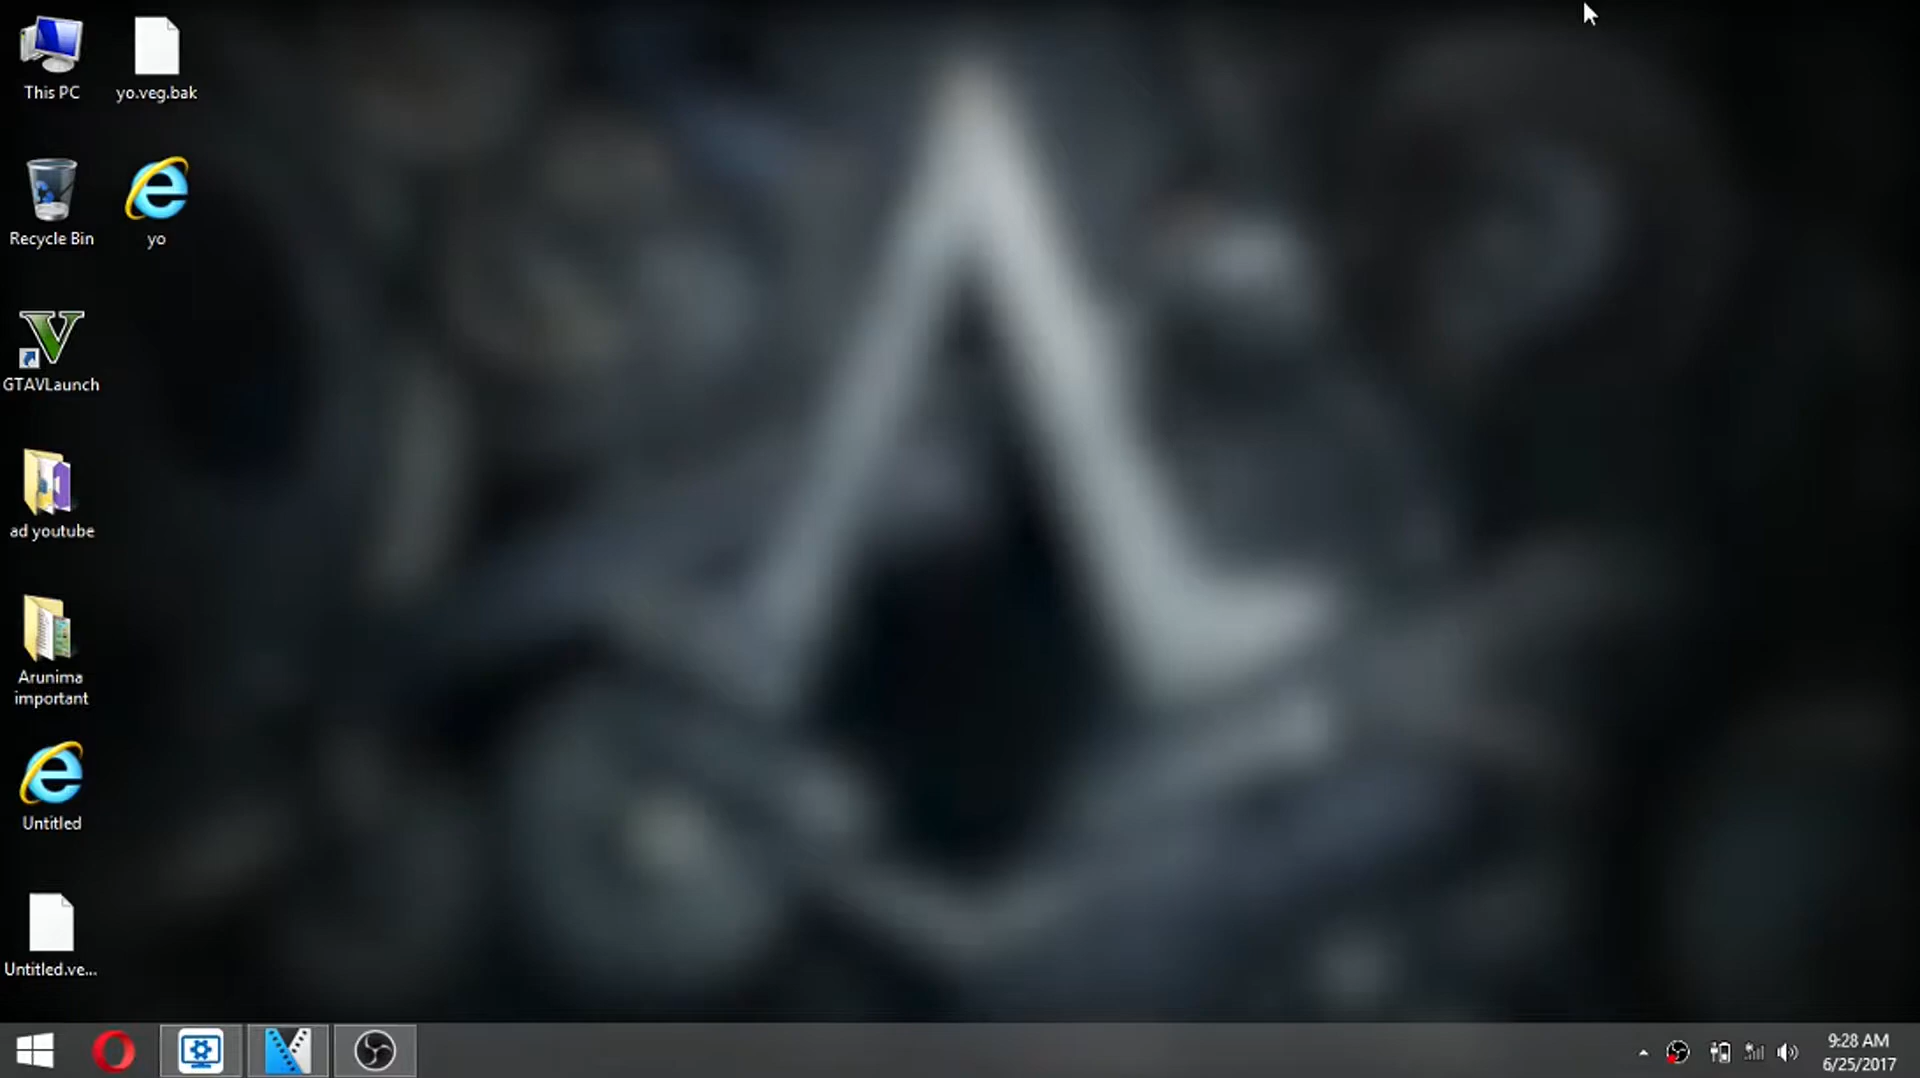 This PC
yo.veg.bak
Recycle Bin
yo
GTAVLaunch
ad youtube
Arunima
important
Untitled
Untitled.ve...
9:28 AM
6/25/2017